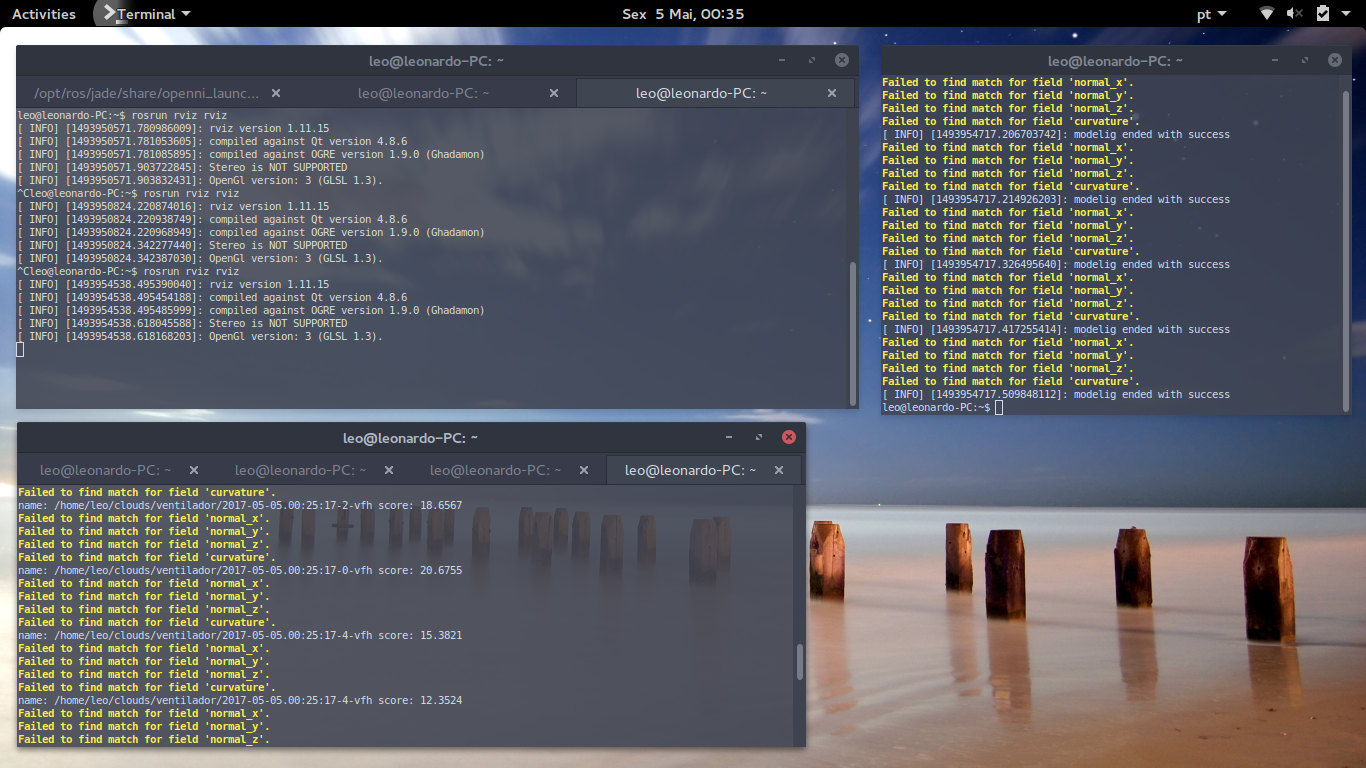 Activities
Terminal
Sex 5 Mai, 00:35
pt
leo@leonardo-PC: ~
/opt/ros/jade/share/openni_launc...
leo@leonardo-PC: ~
leo@leonardo-PC: ~
leo@leonardo-PC:~$ rosrun rviz rviz
[ INFO] [1493950571.780986009]: rviz version 1.11.15
[ INFO] [1493950571.781053605]: compiled against Qt version 4.8.6
[ INFO] [1493950571.781085895]: compiled against OGRE version 1.9.0 (Ghadamon)
[ INFO] [1493950571.903722845]: Stereo is NOT SUPPORTED
[ INFO] [1493950571.903832431]: OpenGl version: 3 (GLSL 1.3).
^Cleo@leonardo-PC:~$ rosrun rviz rviz
[ INFO] [1493950824.220874016]: rviz version 1.11.15
[ INFO] [1493950824.220938749]: compiled against Qt version 4.8.6
[ INFO] [1493950824.220968949]: compiled against OGRE version 1.9.0 (Ghadamon)
[ INFO] [1493950824.342277440]: Stereo is NOT SUPPORTED
[ INFO] [1493950824.342387030]: OpenGl version: 3 (GLSL 1.3).
^Cleo@leonardo-PC:~$ rosrun rviz rviz
[ INFO] [1493954538.495390040]: rviz version 1.11.15
[ INFO] [1493954538.495454188]: compiled against Qt version 4.8.6
[ INFO] [1493954538.495485999]: compiled against OGRE version 1.9.0 (Ghadamon)
[ INFO] [1493954538.618045588]: Stereo is NOT SUPPORTED
[ INFO] [1493954538.618168203]: OpenGl version: 3 (GLSL 1.3).
leo@leonardo-PC: ~
Failed to find match for field 'normal_x'.
Failed to find match for field 'normal_y'.
Failed to find match for field 'normal_z'.
Failed to find match for field 'curvature'.
[ INFO] [1493954717.206703742]: modelig ended with success
Failed to find match for field 'normal_x'.
Failed to find match for field 'normal_y'.
Failed to find match for field 'normal_z'.
Failed to find match for field 'curvature'.
[ INFO] [1493954717.214926203]: modelig ended with success
Failed to find match for field 'normal_x'.
Failed to find match for field 'normal_y'.
Failed to find match for field 'normal_z'.
Failed to find match for field 'curvature'.
[ INFO] [1493954717.326495640]: modelig ended with success
Failed to find match for field 'normal_x'.
Failed to find match for field 'normal_y'.
Failed to find match for field 'normal_z'.
Failed to find match for field 'curvature'.
[ INFO] [1493954717.417255414]: modelig ended with success
Failed to find match for field 'normal_x'.
Failed to find match for field 'normal_y'.
Failed to find match for field 'normal_z'.
Failed to find match for field 'curvature'.
[ INFO] [1493954717.509848112]: modelig ended with success
leo@leonardo-PC:~$
leo@leonardo-PC: ~
leo@leonardo-PC: ~
leo@leonardo-PC: ~
leo@leonardo-PC: ~
leo@leonardo-PC: ~
Failed to find match for field 'curvature'.
name: /home/leo/clouds/ventilador/2017-05-05.00:25:17-2-vfh score: 18.6567
Failed to find match for field 'normal_x'.
Failed to find match for field 'normal_y'.
Failed to find match for field 'normal_z'.
Failed to find match for field 'curvature'.
name: /home/leo/clouds/ventilador/2017-05-05.00:25:17-0-vfh score: 20.6755
Failed to find match for field 'normal_x'.
Failed to find match for field 'normal_y'.
Failed to find match for field 'normal_z'.
Failed to find match for field 'curvature'.
name: /home/leo/clouds/ventilador/2017-05-05.00:25:17-4-vfh score: 15.3821
Failed to find match for field 'normal_x'.
Failed to find match for field 'normal_y'.
Failed to find match for field 'normal_z'.
Failed to find match for field 'curvature'.
name: /home/leo/clouds/ventilador/2017-05-05.00:25:17-4-vfh score: 12.3524
Failed to find match for field 'normal_x'.
Failed to find match for field 'normal_y'.
Failed to find match for field 'normal_z'.